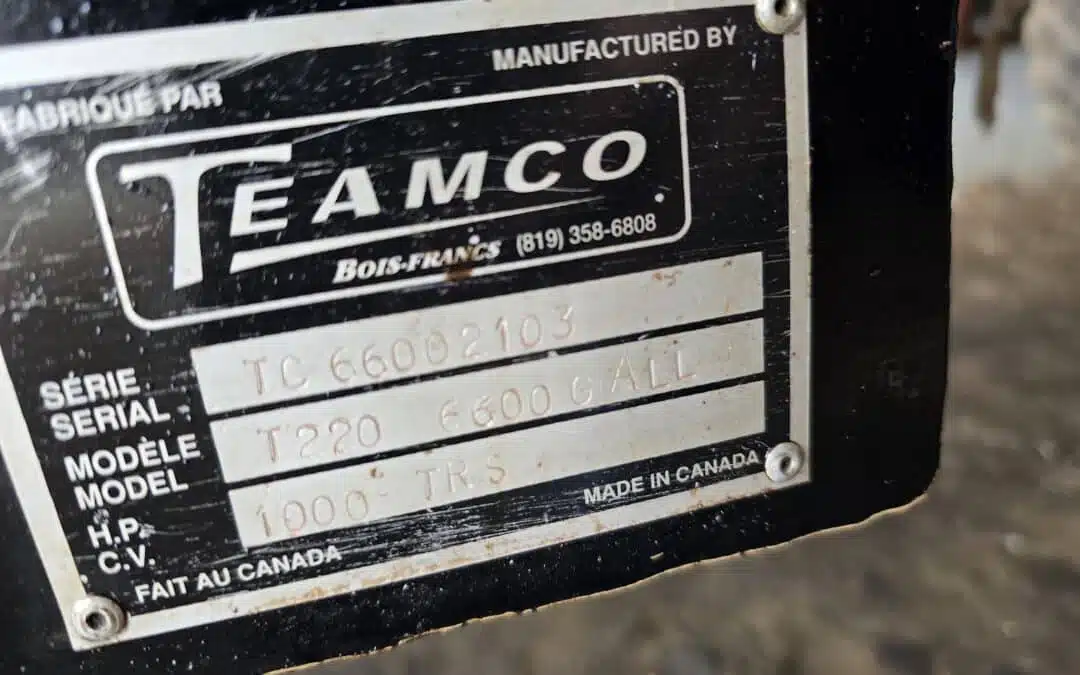 FABRIQUÉ PAR
MANUFACTURED BY
TEAMCO
BOIS-FRANCS (819) 358-6808
SÉRIE
SERIAL
TC 66002103
MODÈLE
MODEL
T220 6600 GALL
H.P.
C.V.
1000 TRS
FAIT AU CANADA
MADE IN CANADA